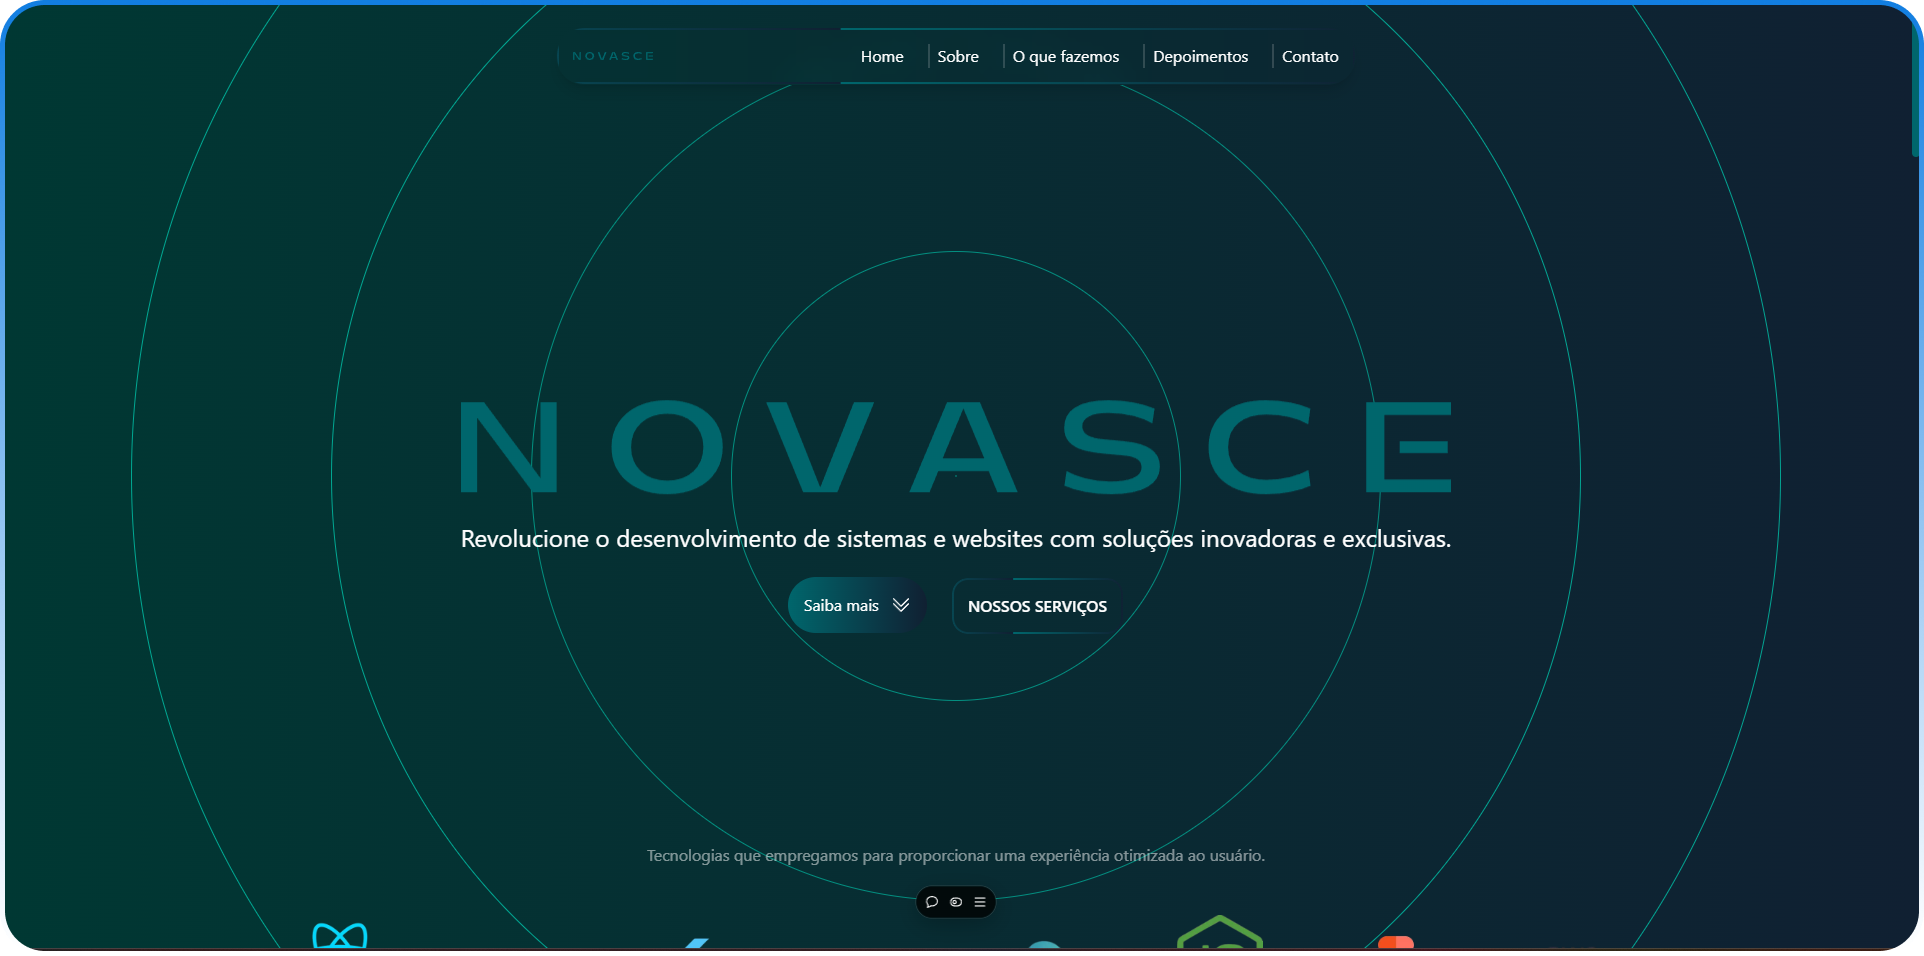 NOVASCE
Home Sobre O que fazemos Depoimentos Contato
NOVASCE
Revolucione o desenvolvimento de sistemas e websites com soluções inovadoras e exclusivas.
Saiba mais NOSSOS SERVIÇOS
Tecnologias que empregamos para proporcionar uma experiência otimizada ao usuário.